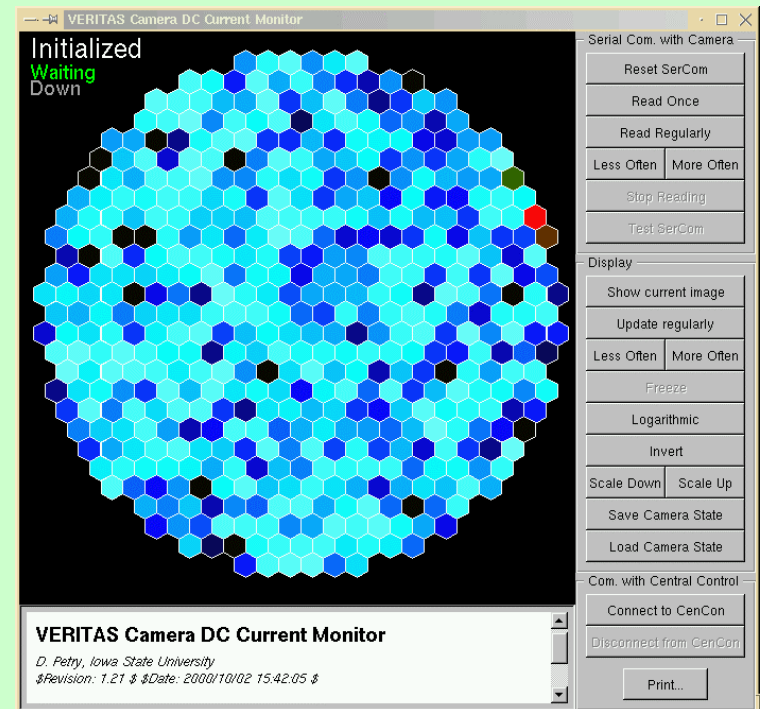 VERITAS Camera DC Current Monitor
Initialized
Waiting
Down
Serial Com. with Camera
Reset SerCom
Read Once
Read Regularly
Less Often More Often
Stop Reading
Test SerCom
Display
Show current image
Update regularly
Less Often More Often
Freeze
Logarithmic
Invert
Scale Down Scale Up
Save Camera State
Load Camera State
Com. with Central Control
Connect to CenCon
Disconnect from CenCon
Print...
VERITAS Camera DC Current Monitor
D. Petry, Iowa State University
$Revision: 1.21 $ $Date: 2000/10/02 15:42:05 $